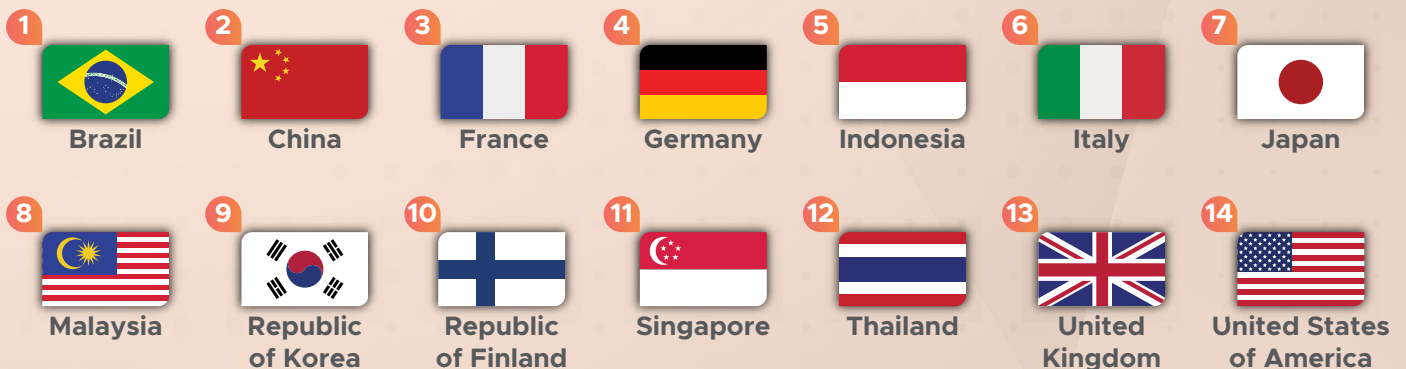 1
Brazil
2
China
3
France
4
Germany
5
Indonesia
6
Italy
7
Japan
8
Malaysia
9
Republic
of Korea
10
Republic
of Finland
11
Singapore
12
Thailand
13
United
Kingdom
14
United States
of America